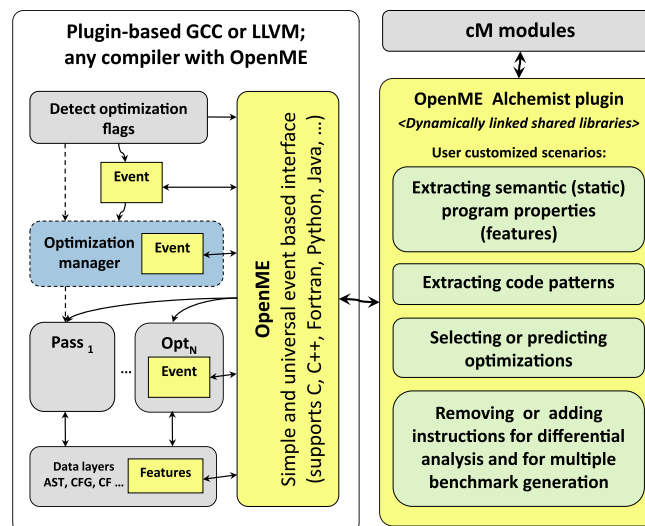 Plugin-based GCC or LLVM;
any compiler with OpenME
Detect optimization
flags
Event
Optimization
manager
Event
Pass 1
...
OptN
Event
Data layers
AST, CFG, CF ...
Features
OpenME
Simple and universal event based interface
(supports C, C++, Fortran, Python, Java, ...)
cM modules
OpenME Alchemist plugin
<Dynamically linked shared libraries>
User customized scenarios:
Extracting semantic (static)
program properties
(features)
Extracting code patterns
Selecting or predicting
optimizations
Removing or adding
instructions for differential
analysis and for multiple
benchmark generation